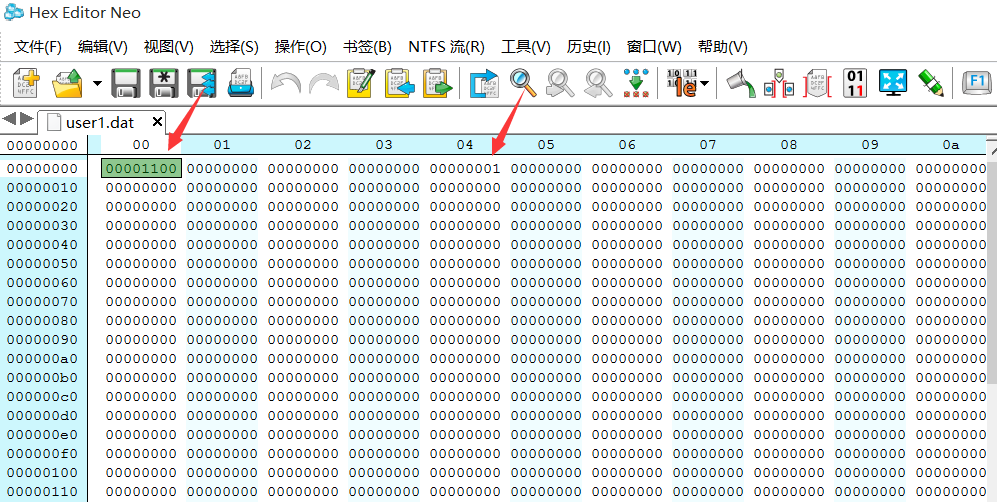 Hex Editor Neo
文件(F) 编辑(V) 视图(V) 选择(S) 操作(O) 书签(B) NTFS 流(R) 工具(V) 历史(I) 窗口(W) 帮助(V)
user1.dat
00000000 00 01 02 03 04 05 06 07 08 09 0a
00000000 00001100 00000000 00000000 00000000 00000001 00000000 00000000 00000000 00000000 00000000 00000000
00000010 00000000 00000000 00000000 00000000 00000000 00000000 00000000 00000000 00000000 00000000 00000000
00000020 00000000 00000000 00000000 00000000 00000000 00000000 00000000 00000000 00000000 00000000 00000000
00000030 00000000 00000000 00000000 00000000 00000000 00000000 00000000 00000000 00000000 00000000 00000000
00000040 00000000 00000000 00000000 00000000 00000000 00000000 00000000 00000000 00000000 00000000 00000000
00000050 00000000 00000000 00000000 00000000 00000000 00000000 00000000 00000000 00000000 00000000 00000000
00000060 00000000 00000000 00000000 00000000 00000000 00000000 00000000 00000000 00000000 00000000 00000000
00000070 00000000 00000000 00000000 00000000 00000000 00000000 00000000 00000000 00000000 00000000 00000000
00000080 00000000 00000000 00000000 00000000 00000000 00000000 00000000 00000000 00000000 00000000 00000000
00000090 00000000 00000000 00000000 00000000 00000000 00000000 00000000 00000000 00000000 00000000 00000000
000000a0 00000000 00000000 00000000 00000000 00000000 00000000 00000000 00000000 00000000 00000000 00000000
000000b0 00000000 00000000 00000000 00000000 00000000 00000000 00000000 00000000 00000000 00000000 00000000
000000c0 00000000 00000000 00000000 00000000 00000000 00000000 00000000 00000000 00000000 00000000 00000000
000000d0 00000000 00000000 00000000 00000000 00000000 00000000 00000000 00000000 00000000 00000000 00000000
000000e0 00000000 00000000 00000000 00000000 00000000 00000000 00000000 00000000 00000000 00000000 00000000
000000f0 00000000 00000000 00000000 00000000 00000000 00000000 00000000 00000000 00000000 00000000 00000000
00000100 00000000 00000000 00000000 00000000 00000000 00000000 00000000 00000000 00000000 00000000 00000000
00000110 00000000 00000000 00000000 00000000 00000000 00000000 00000000 00000000 00000000 00000000 00000000